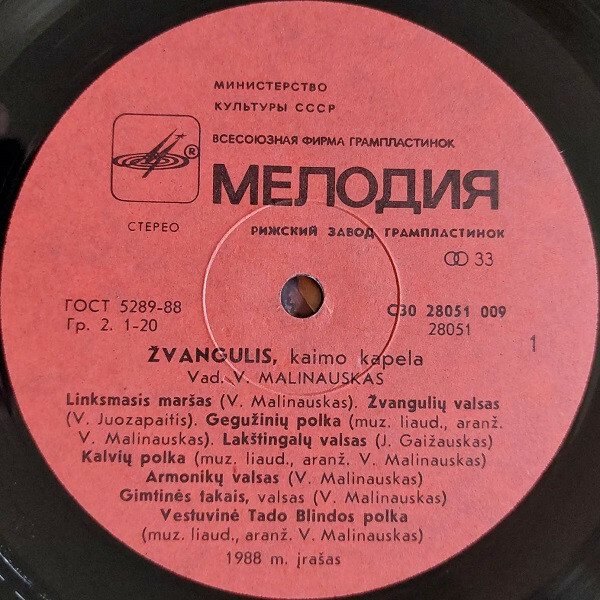 МИНИСТЕРСТВО
КУЛЬТУРЫ СССР
ВСЕСОЮЗНАЯ ФИРМА ГРАМПЛАСТИНОК
®
МЕЛОДИЯ
СТЕРЕО
РИЖСКИЙ ЗАВОД ГРАМПЛАСТИНОК
33
ГОСТ 5289-88
Гр. 2. 1-20
С30 28051 009
28051
1
ŽVANGULIS, kaimo kapela
Vad. V. MALINAUSKAS
Linksmasis maršas (V. Malinauskas). Žvangulių valsas
(V. Juozapaitis). Gegužinių polka (muz. liaud., aranž.
V. Malinauskas). Lakštingalų valsas (J. Gaižauskas)
Kalvių polka (muz. liaud., aranž. V. Malinauskas)
Armonikų valsas (V. Malinauskas)
Gimtinės takais, valsas (V. Malinauskas)
Vestuvinė Tado Blindos polka
(muz. liaud., aranž. V. Malinauskas)
1988 m. įrašas